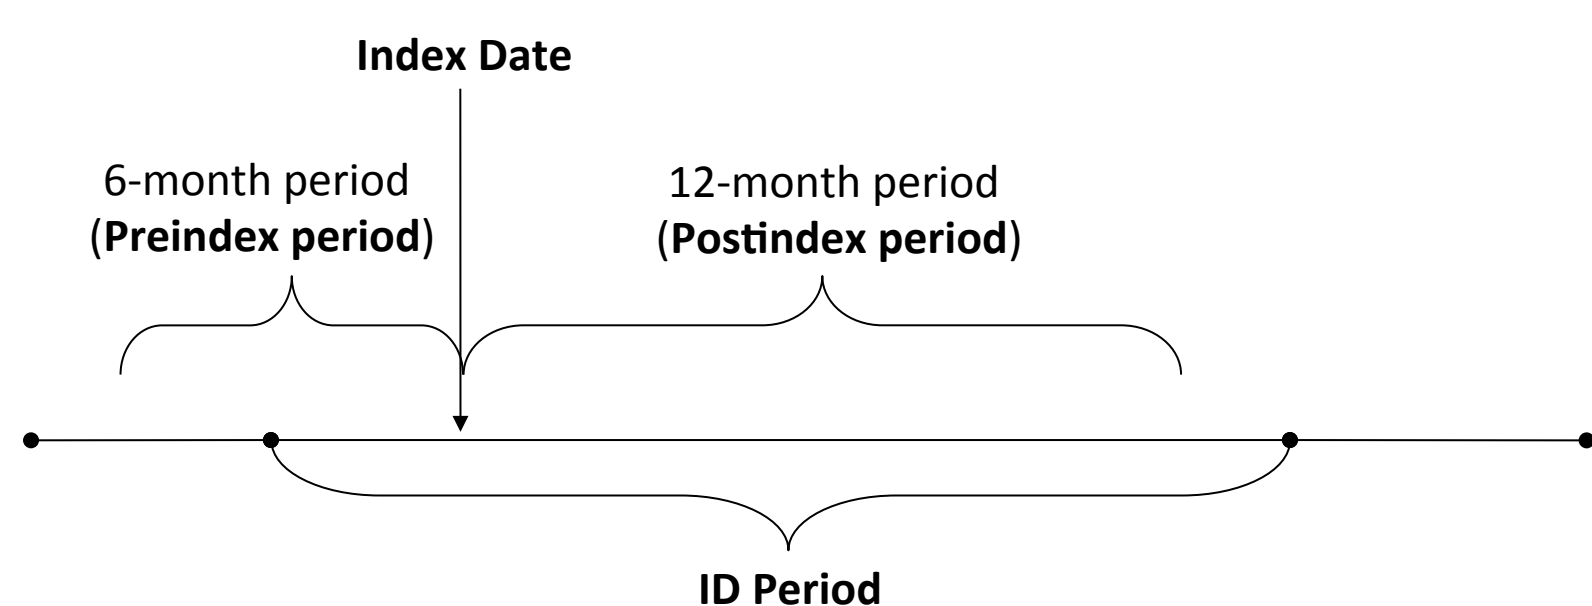 Index Date
6-month period
(Preindex period)
12-month period
(Postindex period)
ID Period